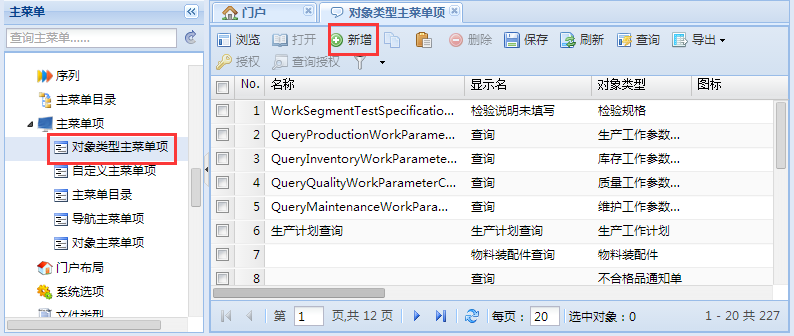 主菜单
查询主菜单......
序列
主菜单目录
主菜单项
对象类型主菜单项
自定义主菜单项
主菜单目录
导航主菜单项
对象主菜单项
门户布局
系统选项
文件类型
门户 对象类型主菜单项
浏览 打开 新增 删除 保存 刷新 查询 导出
授权 查询授权
No. 名称 显示名 对象类型 图标
1 WorkSegmentTestSpecificatio... 检验说明未填写 检验规格
2 QueryProductionWorkParame... 查询 生产工作参数...
3 QueryInventoryWorkParamete... 查询 库存工作参数...
4 QueryQualityWorkParameterC... 查询 质量工作参数...
5 QueryMaintenanceWorkPara... 查询 维护工作参数...
6 生产计划查询 生产计划查询 生产工作计划
7 物料装配件查询 物料装配件
8 查询 不合格品通知单
第 1 页,共 12 页 每页: 20 选中对象:0 1 - 20 共 227